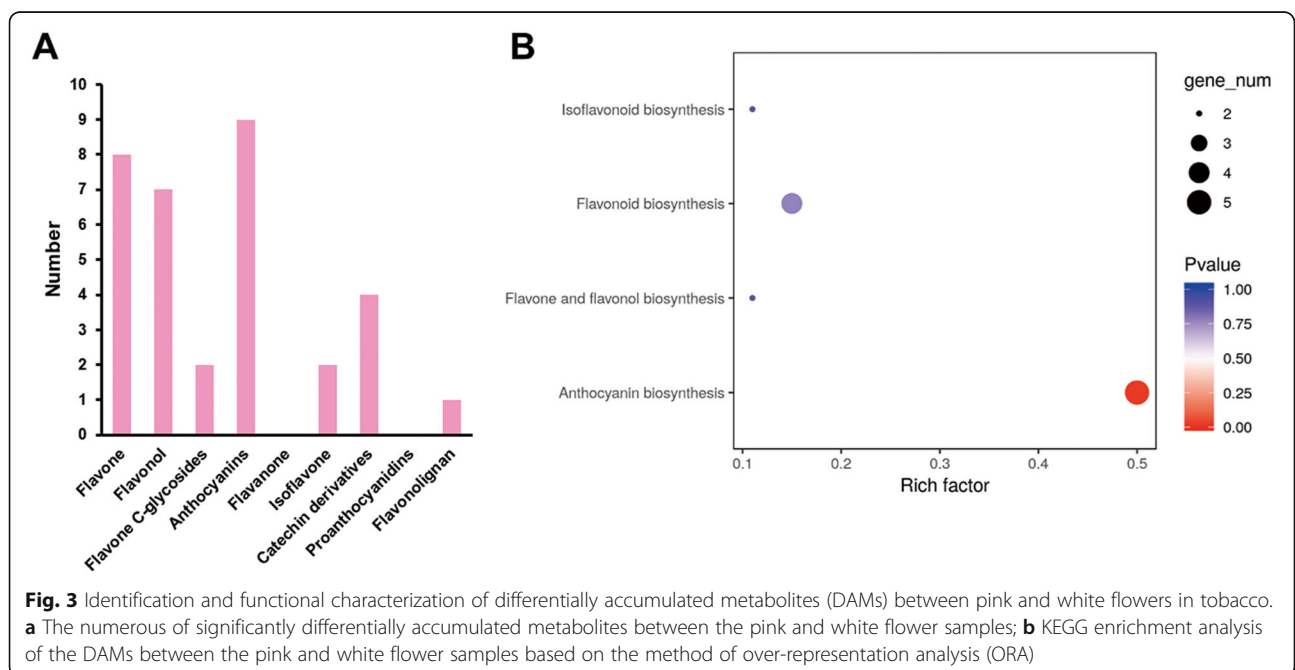 A
B
10
9
8
7
6
5
4
3
2
1
0
Number
Flavone
Flavonol
Flavone C-glycosides
Anthocyanins
Flavanone
Isoflavone
Catechin derivatives
Proanthocyanidins
Flavonolignan
Isoflavonoid biosynthesis
Flavonoid biosynthesis
Flavone and flavonol biosynthesis
Anthocyanin biosynthesis
0.1 0.2 0.3 0.4 0.5
Rich factor
gene_num
2
3
4
5
Pvalue
1.00
0.75
0.50
0.25
0.00
Fig. 3 Identification and functional characterization of differentially accumulated metabolites (DAMs) between pink and white flowers in tobacco.
a The numerous of significantly differentially accumulated metabolites between the pink and white flower samples; b KEGG enrichment analysis
of the DAMs between the pink and white flower samples based on the method of over-representation analysis (ORA)